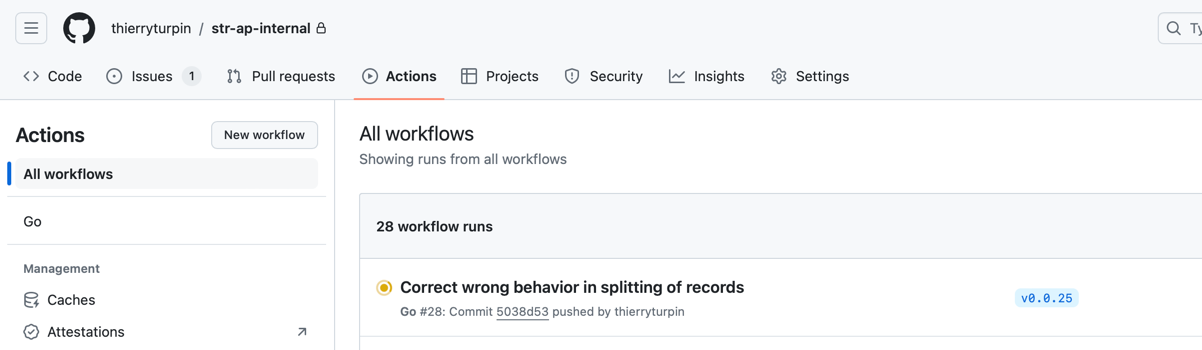 thierryturpin / str-ap-internal
Ty
Code
Issues 1
Pull requests
Actions
Projects
Security
Insights
Settings
Actions
New workflow
All workflows
Go
Management
Caches
Attestations
All workflows
Showing runs from all workflows
28 workflow runs
Correct wrong behavior in splitting of records
Go #28: Commit 5038d53 pushed by thierryturpin
v0.0.25